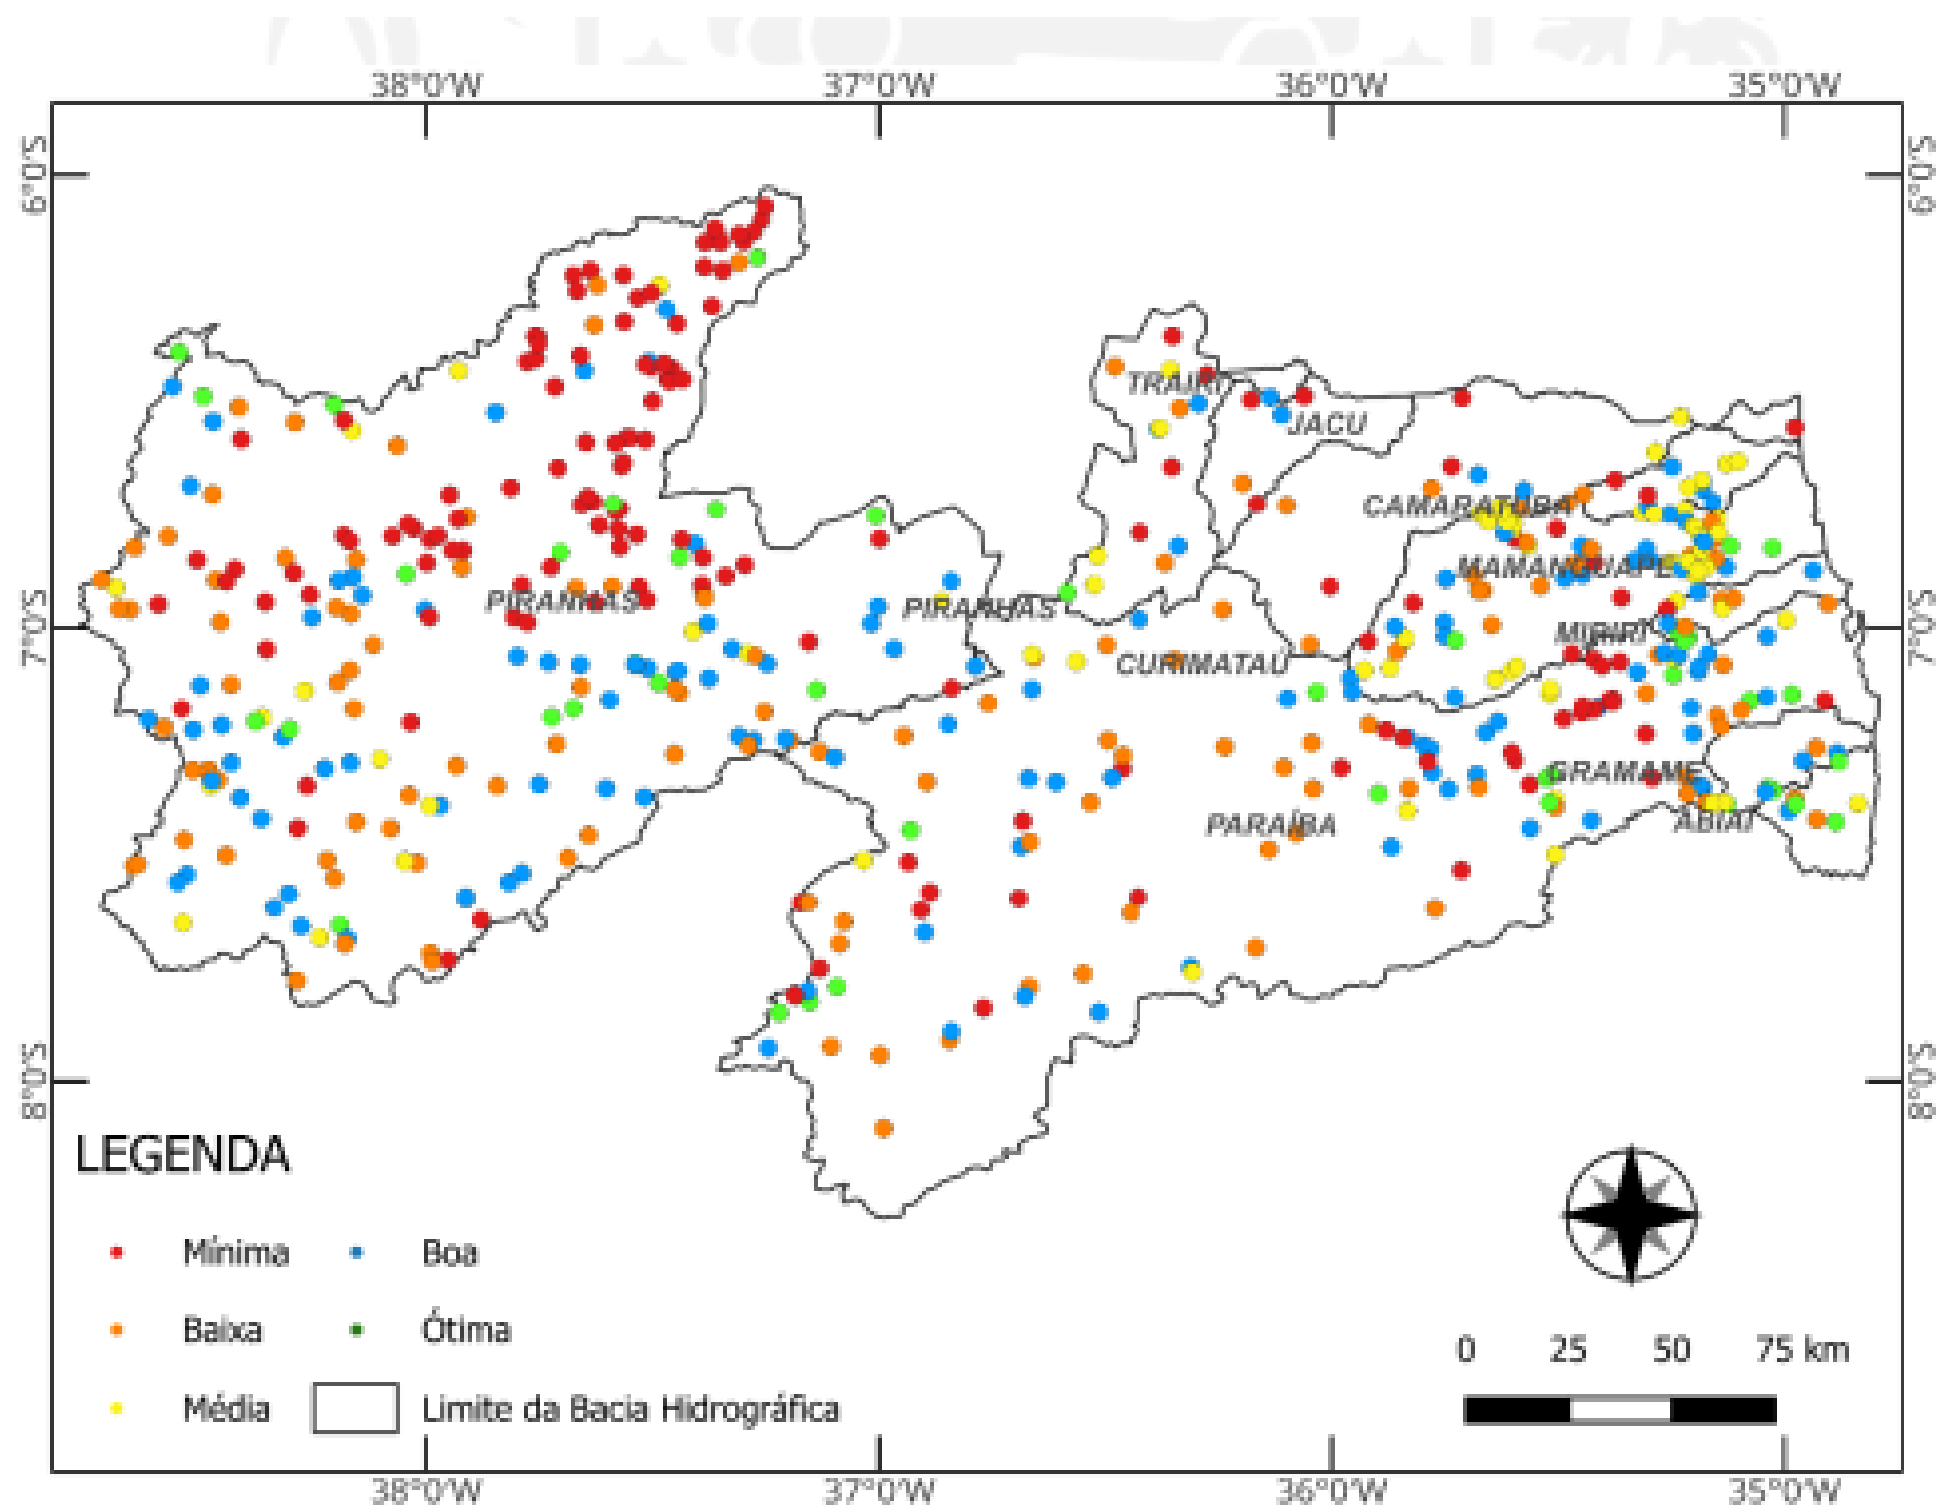 38°0'W 37°0'W 36°0'W 35°0'W
6°0'S 6°0'S
TRAIRI
JACU
CAMARATUBA
MAMANGUAPE
PIRANHAS PIRANHAS
7°0'S 7°0'S
MIRIRI
CURIMATAÚ
GRAMAME
PARAÍBA ABIAÍ
8°0'S 8°0'S
LEGENDA
Mínima Boa
Baixa Ótima
0 25 50 75 km
Média Limite da Bacia Hidrográfica
38°0'W 37°0'W 36°0'W 35°0'W